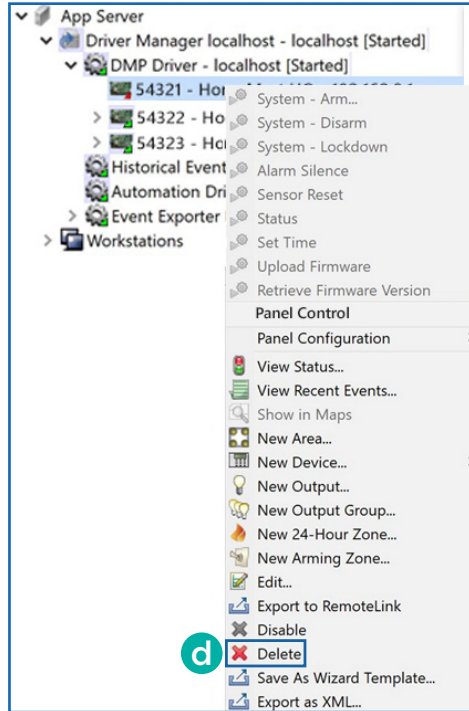 App Server
Driver Manager localhost - localhost [Started]
DMP Driver - localhost [Started]
54321 -
54322 -
54323 -
Historical Event
Automation
Event Exporter
Workstations
System - Arm...
System - Disarm
System - Lockdown
Alarm Silence
Sensor Reset
Status
Set Time
Upload Firmware
Retrieve Firmware Version
Panel Control
Panel Configuration
View Status...
View Recent Events...
Show in Maps
New Area...
New Device...
New Output...
New Output Group...
New 24-Hour Zone...
New Arming Zone...
Edit...
Export to RemoteLink
Disable
d Delete
Save As Wizard Template...
Export as XML...